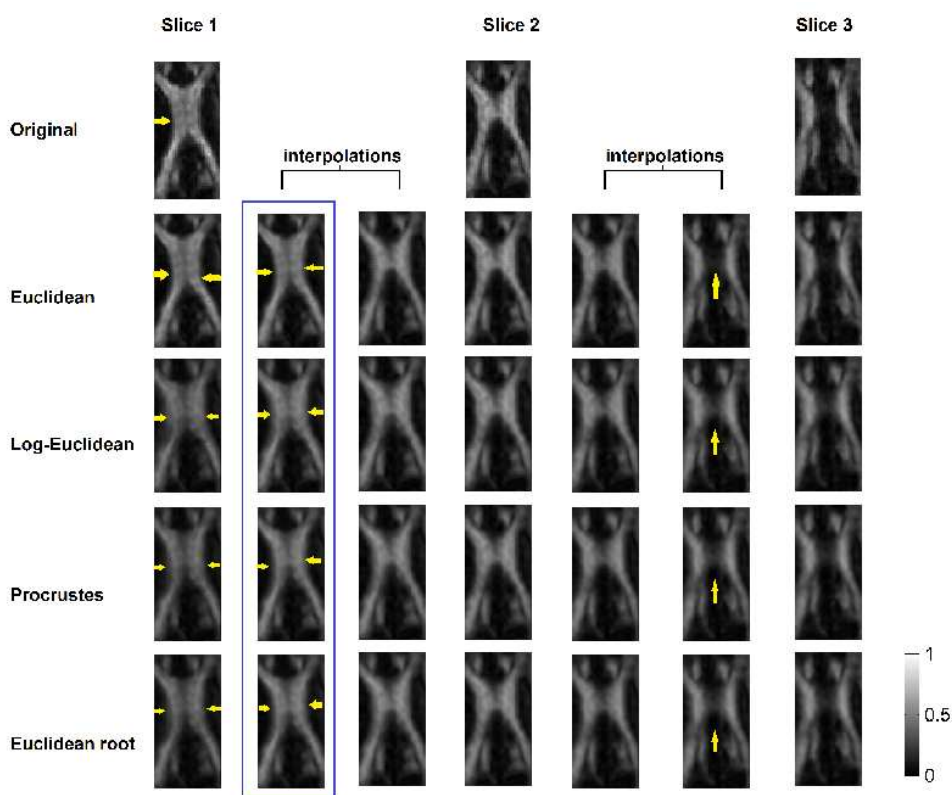 Slice 1 Slice 2 Slice 3
Original
interpolations interpolations
Euclidean
Log-Euclidean
Procrustes
Euclidean root
1
0.5
0